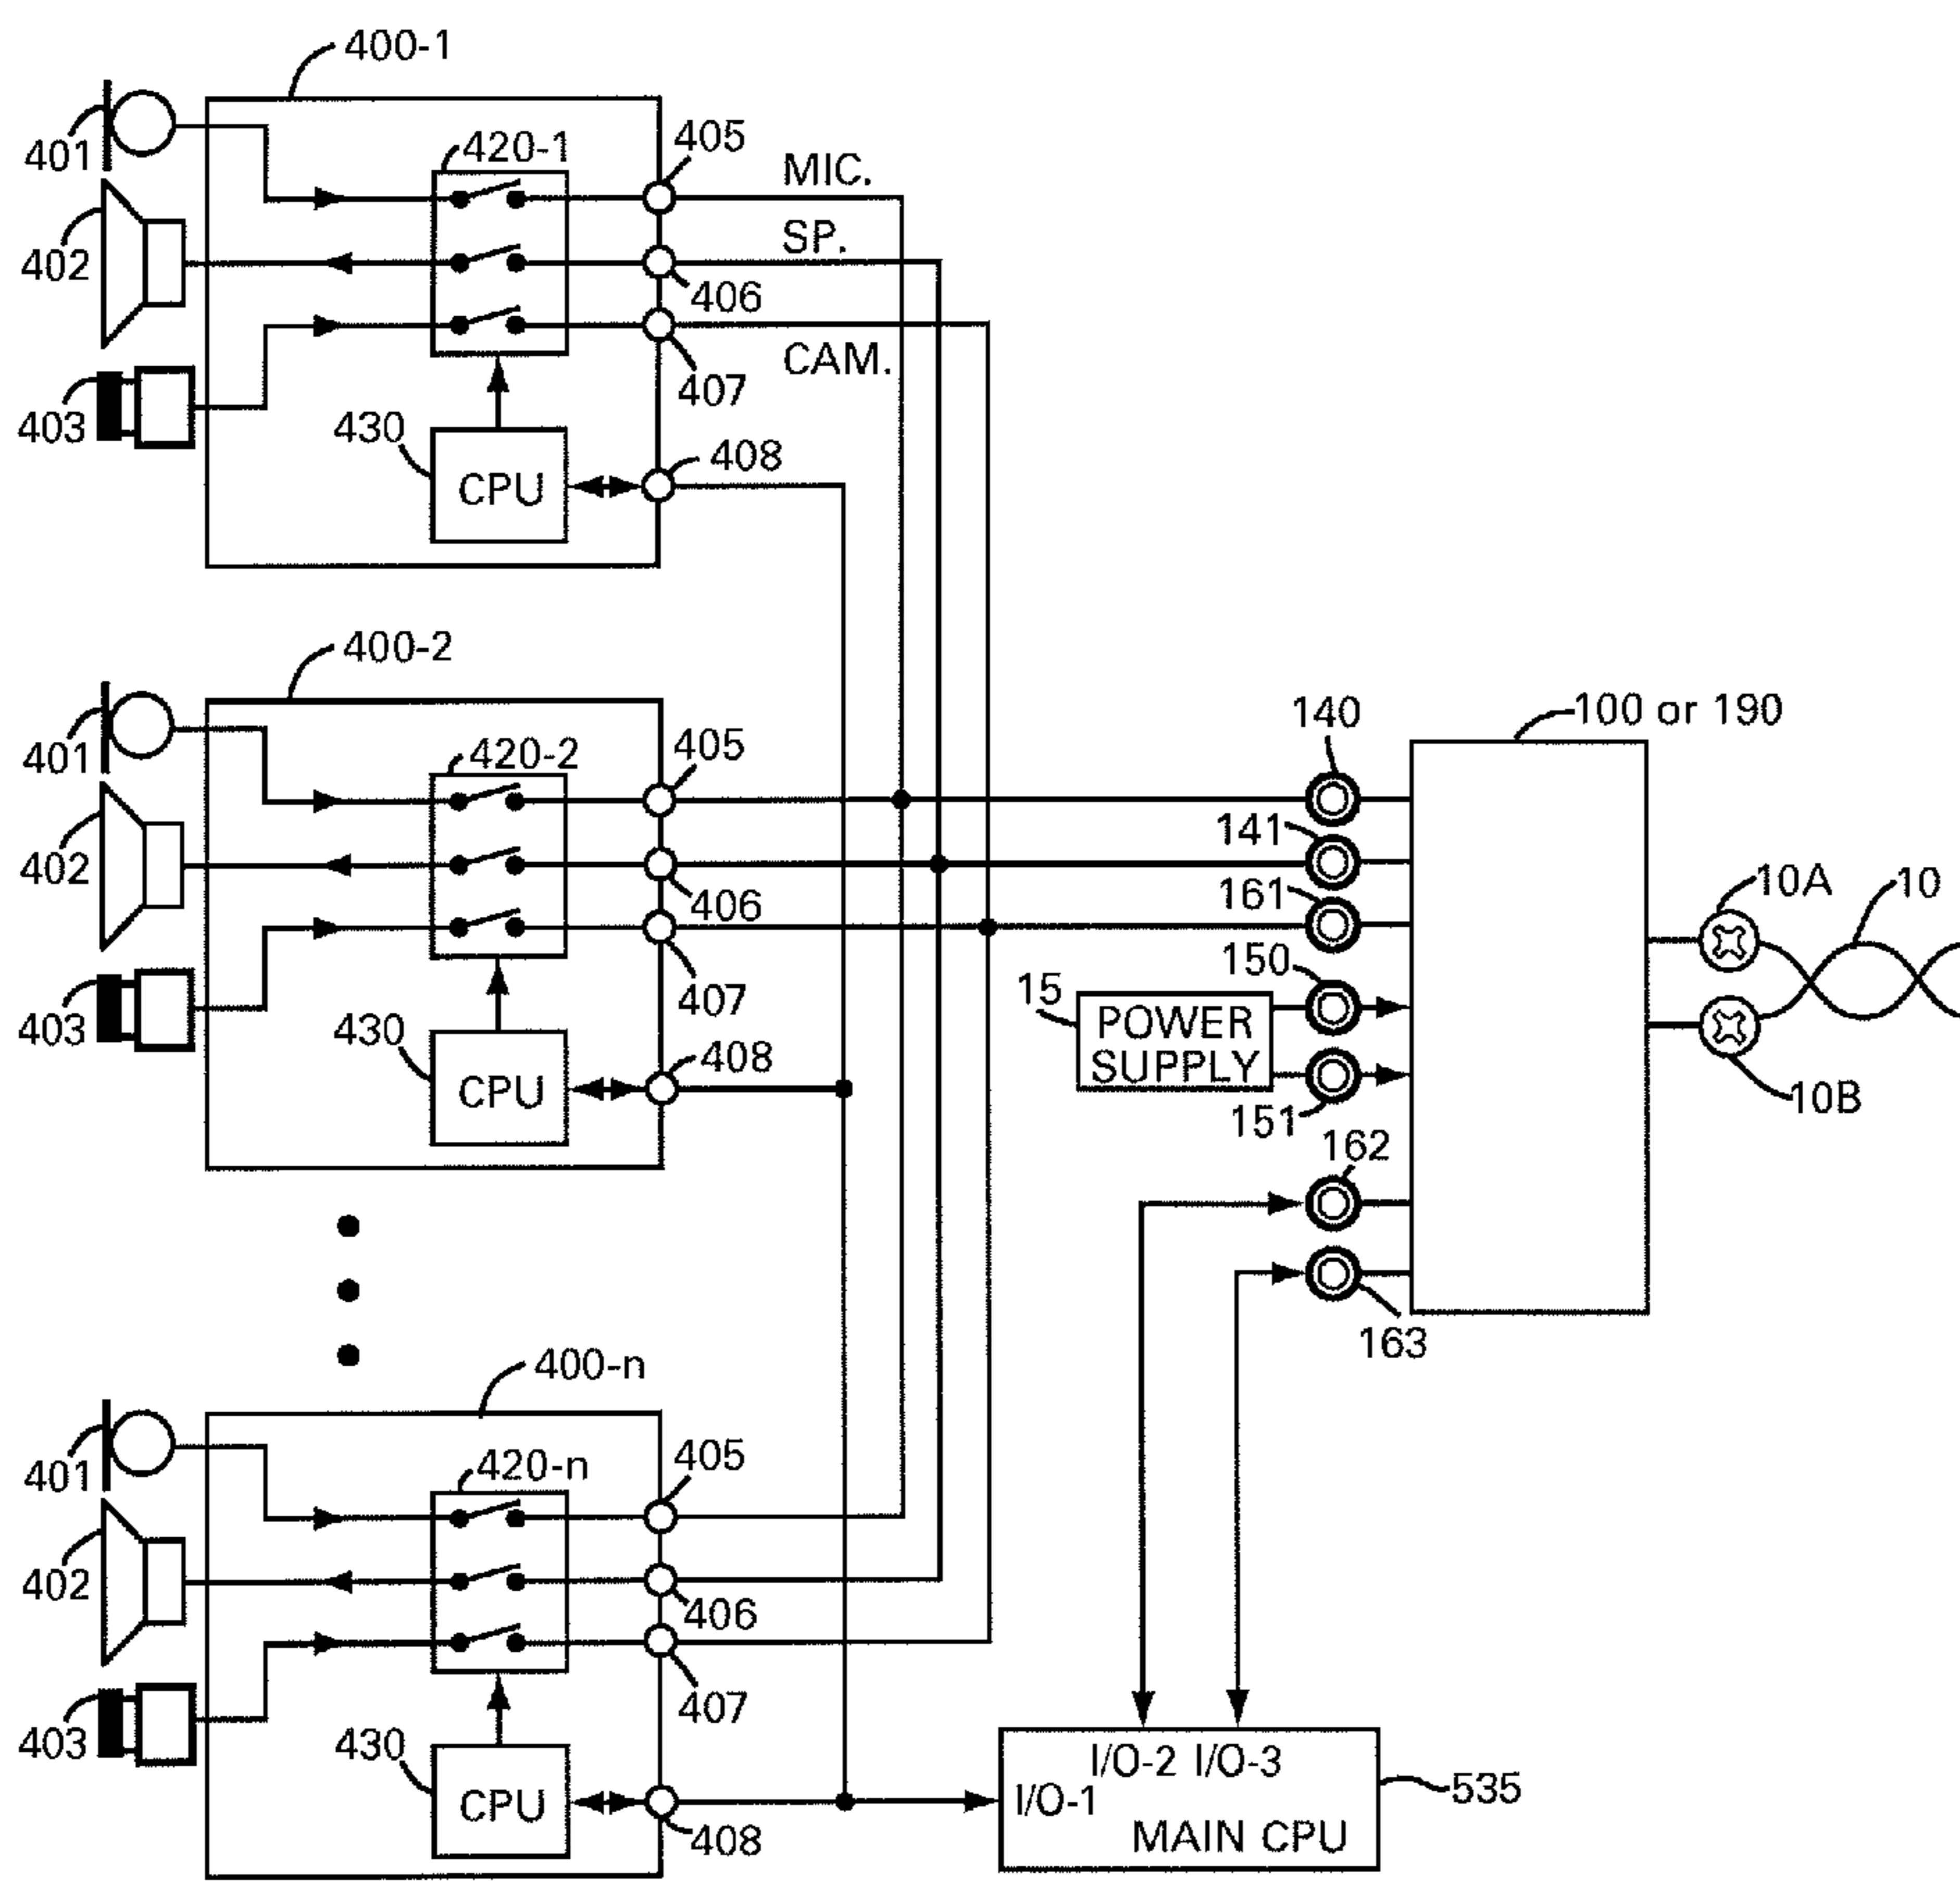 400-1
401
420-1
405
MIC.
402
SP.
406
CAM.
403
407
430
CPU
408
400-2
401
420-2
405
402
406
403
407
430
CPU
408
140
100 or 190
141
161
10A
10
150
15
POWER
SUPPLY
151
10B
162
163
400-n
401
420-n
405
402
406
403
407
430
CPU
408
I/O-2 I/O-3
I/O-1
535
MAIN CPU